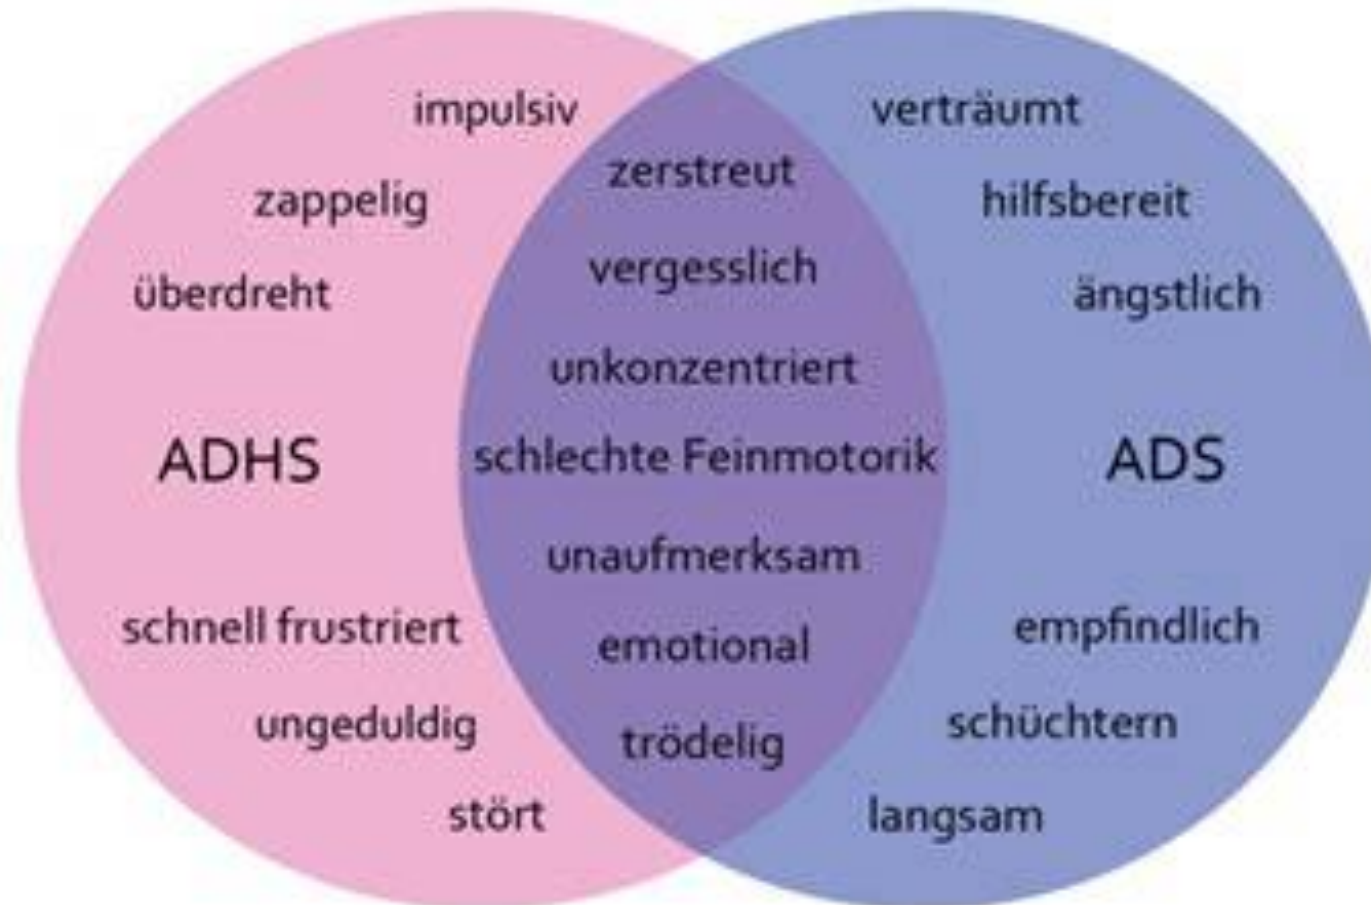 impulsiv
zappelig
überdreht
ADHS
schnell frustriert
ungeduldig
stört
zerstreut
vergesslich
unkonzentriert
schlechte Feinmotorik
unaufmerksam
emotional
trödelig
verträumt
hilfsbereit
ängstlich
ADS
empfindlich
schüchtern
langsam